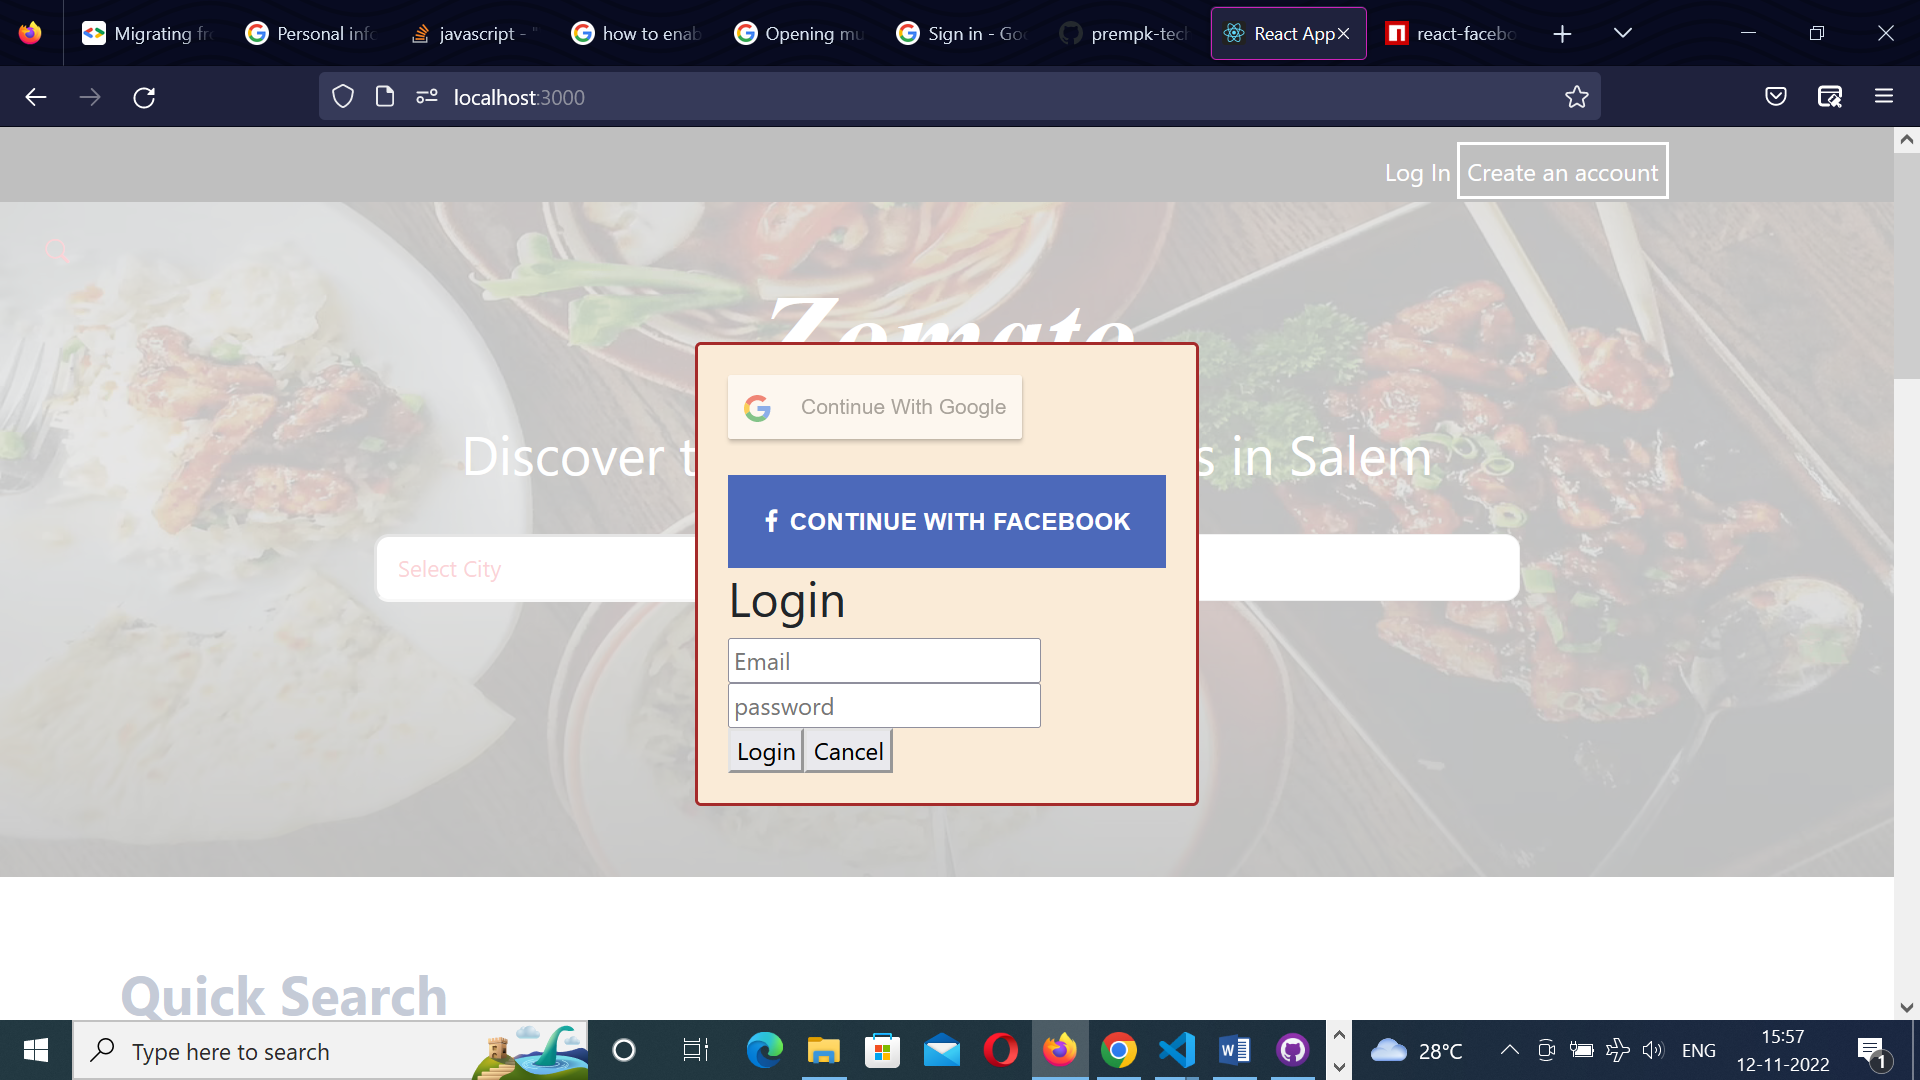 Migrating fr
Personal info
javascript - "
how to enab
Opening mu
Sign in - Goo
prempk-tech
React App
react-facebo
localhost:3000
Log In
Create an account
Zomato
Discover t
s in Salem
Select City
Continue With Google
CONTINUE WITH FACEBOOK
Login
Email
password
Login
Cancel
Quick Search
Type here to search
28°C
ENG
15:57
12-11-2022
1